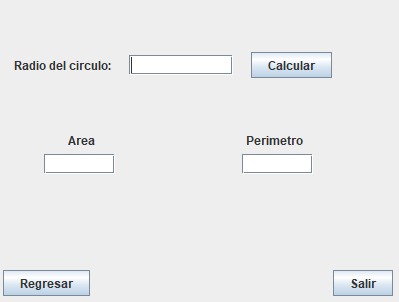 Radio del circulo: Calcular
Area Perimetro
Regresar Salir